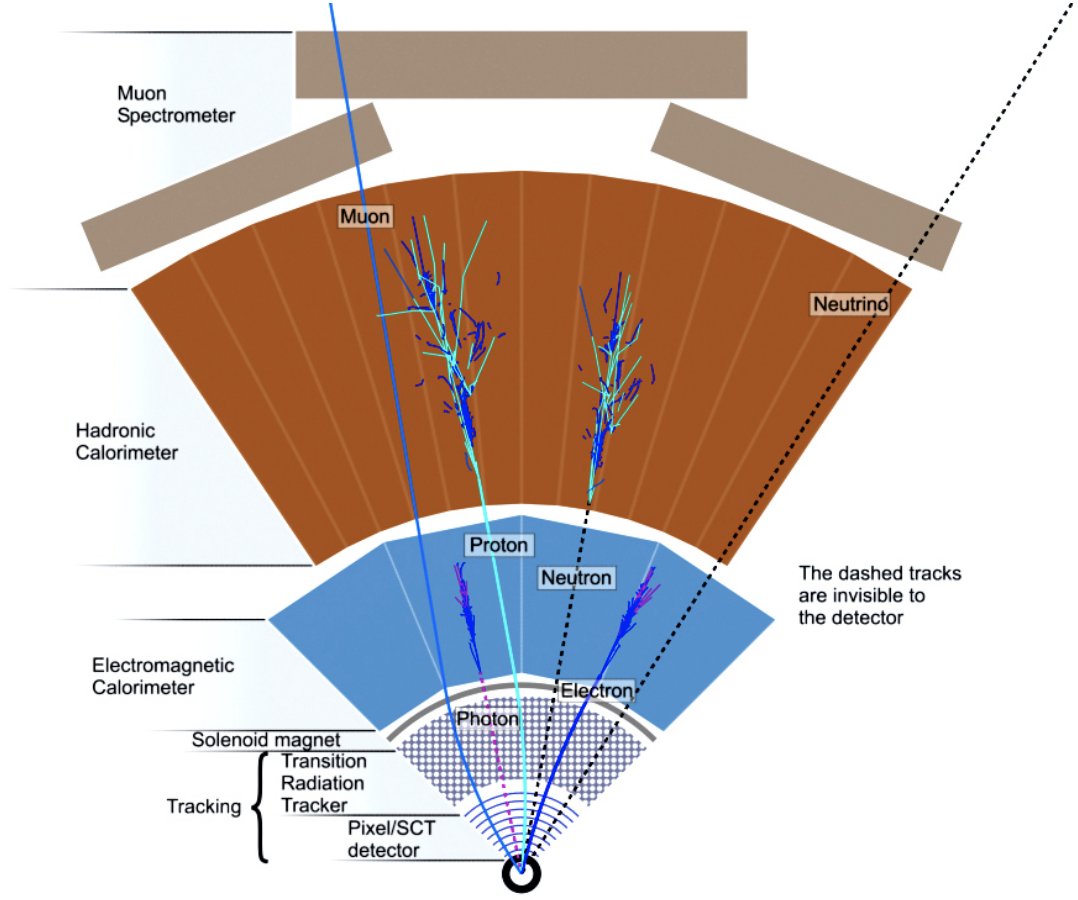 Muon
Spectrometer
Muon
Neutrino
Hadronic
Calorimeter
Proton
Neutron
The dashed tracks
are invisible to
the detector
Electromagnetic
Calorimeter
Electron
Photon
Solenoid magnet
Transition
Radiation
Tracker
Tracking
Pixel/SCT
detector